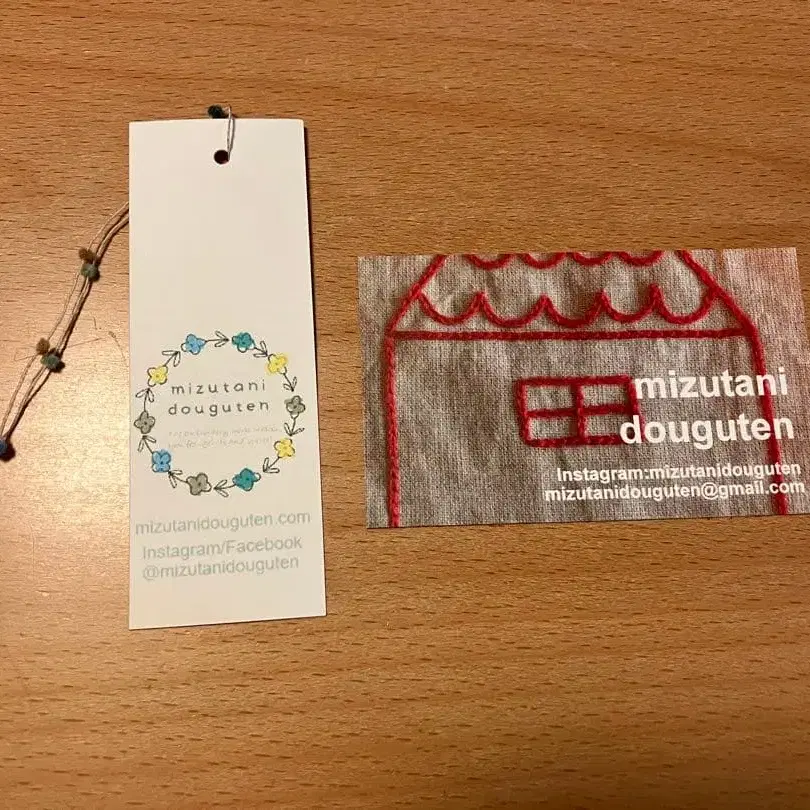 mizutani
douguten
mizutanidouguten.com
Instagram/Facebook
@mizutanidouguten
mizutani
douguten
Instagram:mizutanidouguten
mizutanidouguten@gmail.com